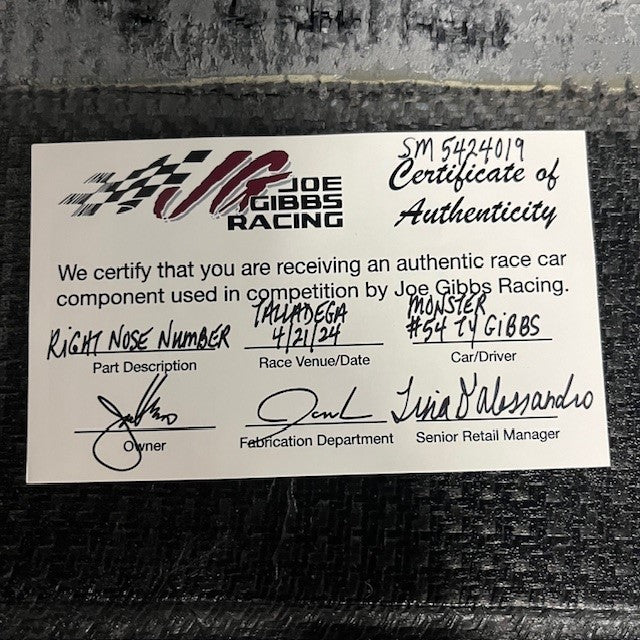 JG JOE
GIBBS
RACING
SM 5424019
Certificate of
Authenticity
We certify that you are receiving an authentic race car
component used in competition by Joe Gibbs Racing.
RIGHT NOSE NUMBER
Part Description
TALLADEGA
4/21/24
Race Venue/Date
MONSTER
#54 TY GIBBS
Car/Driver
Owner
Fabrication Department
Tina D'Alessandro
Senior Retail Manager